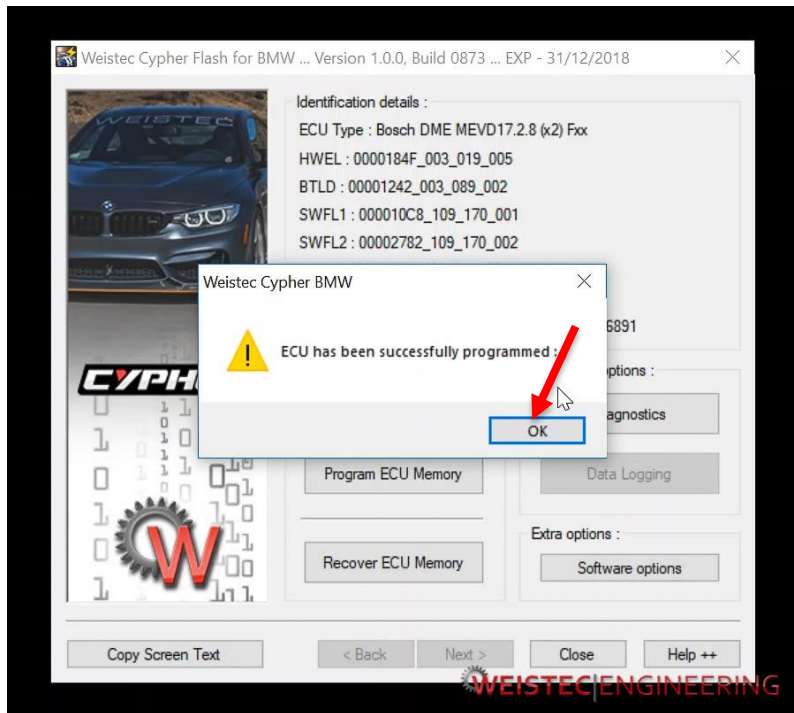 Weistec Cypher Flash for BMW ... Version 1.0.0, Build 0873 ... EXP - 31/12/2018
WEISTEC
Identification details :
ECU Type : Bosch DME MEVD17.2.8 (x2) Fxx
HWEL : 0000184F_003_019_005
BTLD : 00001242_003_089_002
SWFL1 : 000010C8_109_170_001
SWFL2 : 00002782_109_170_002
Weistec Cypher BMW
6891
ECU has been successfully programmed :
OK
CYPH
ptions :
agnostics
Program ECU Memory
Data Logging
Extra options :
Recover ECU Memory
Software options
W
Copy Screen Text
< Back
Next >
Close
Help ++
WEISTEC|ENGINEERING